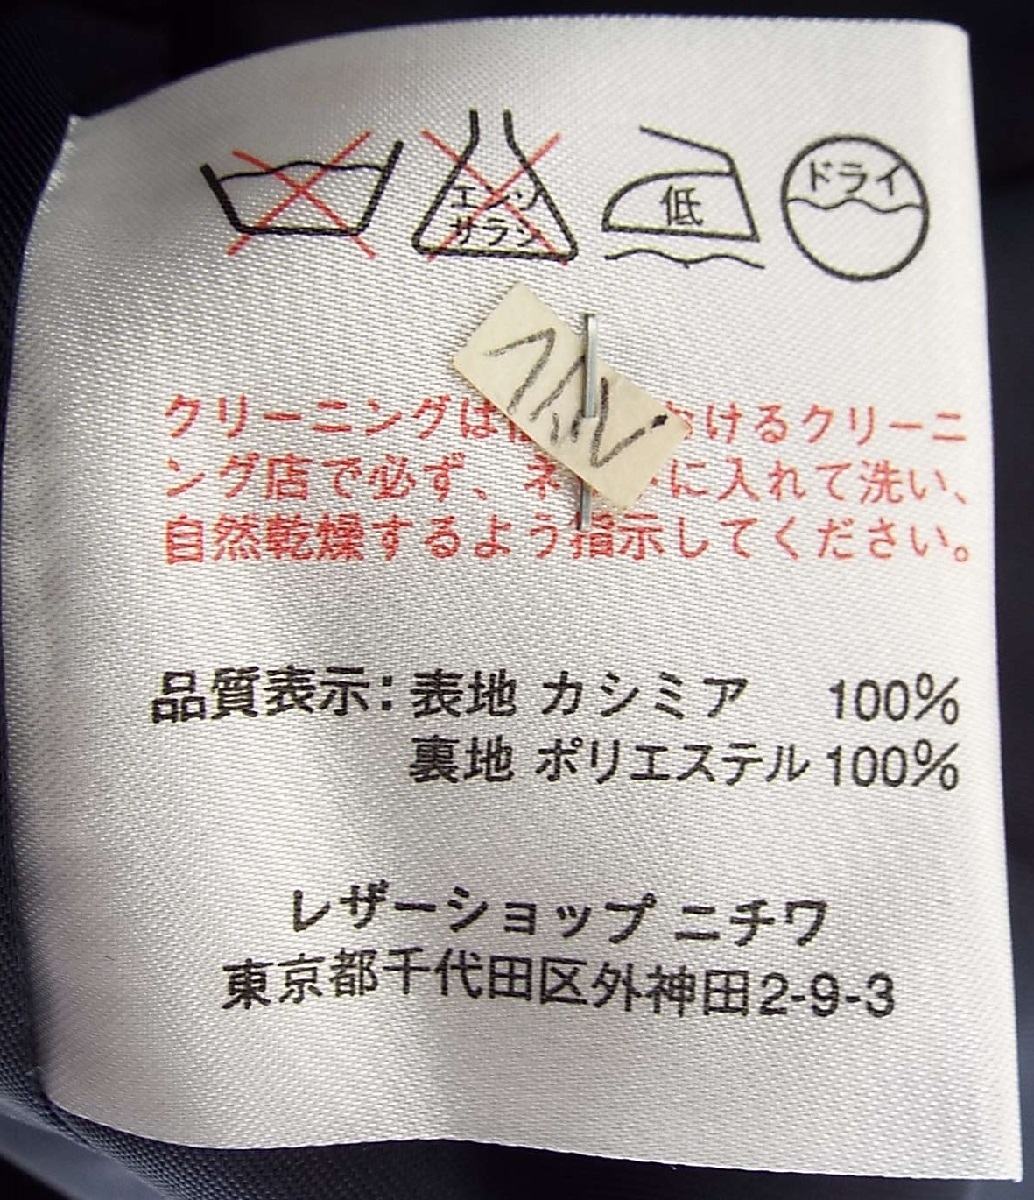 エンソ
サラシ
低
ドライ
クリーニングは けるクリーニ
ング店で必ず、ネ に入れて洗い、
自然乾燥するよう指示してください。
品質表示：表地 カシミア 100%
裏地 ポリエステル 100%
レザーショップ ニチワ
東京都千代田区外神田2-9-3